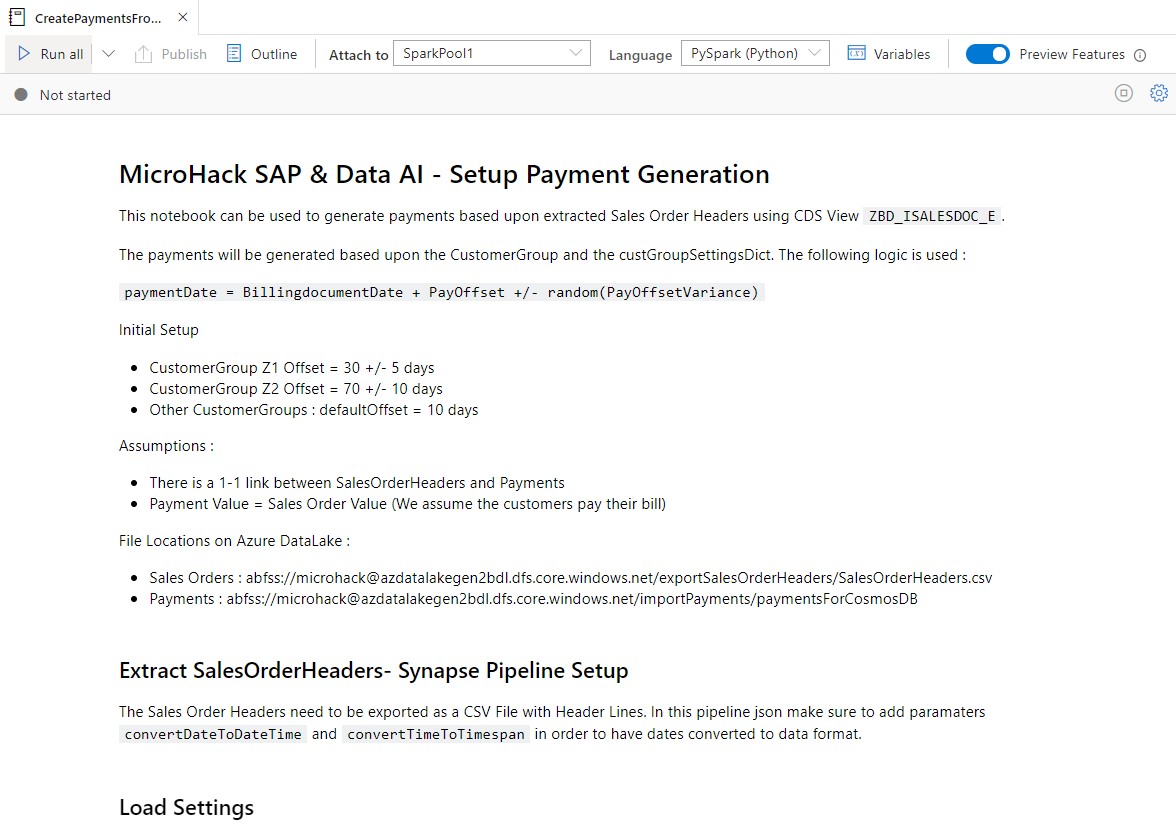 CreatePaymentsFro...
Run all Publish Outline Attach to SparkPool1 Language PySpark (Python) Variables Preview Features
Not started
MicroHack SAP & Data AI - Setup Payment Generation
This notebook can be used to generate payments based upon extracted Sales Order Headers using CDS View ZBD_ISALESDOC_E .
The payments will be generated based upon the CustomerGroup and the custGroupSettingsDict. The following logic is used :
paymentDate = BillingdocumentDate + PayOffset +/- random(PayOffsetVariance)
Initial Setup
• CustomerGroup Z1 Offset = 30 +/- 5 days
• CustomerGroup Z2 Offset = 70 +/- 10 days
• Other CustomerGroups : defaultOffset = 10 days
Assumptions :
• There is a 1-1 link between SalesOrderHeaders and Payments
• Payment Value = Sales Order Value (We assume the customers pay their bill)
File Locations on Azure DataLake :
• Sales Orders : abfss://microhack@azdatalakegen2bdl.dfs.core.windows.net/exportSalesOrderHeaders/SalesOrderHeaders.csv
• Payments : abfss://microhack@azdatalakegen2bdl.dfs.core.windows.net/importPayments/paymentsForCosmosDB
Extract SalesOrderHeaders- Synapse Pipeline Setup
The Sales Order Headers need to be exported as a CSV File with Header Lines. In this pipeline json make sure to add paramaters
convertDateToDateTime and convertTimeToTimespan in order to have dates converted to data format.
Load Settings